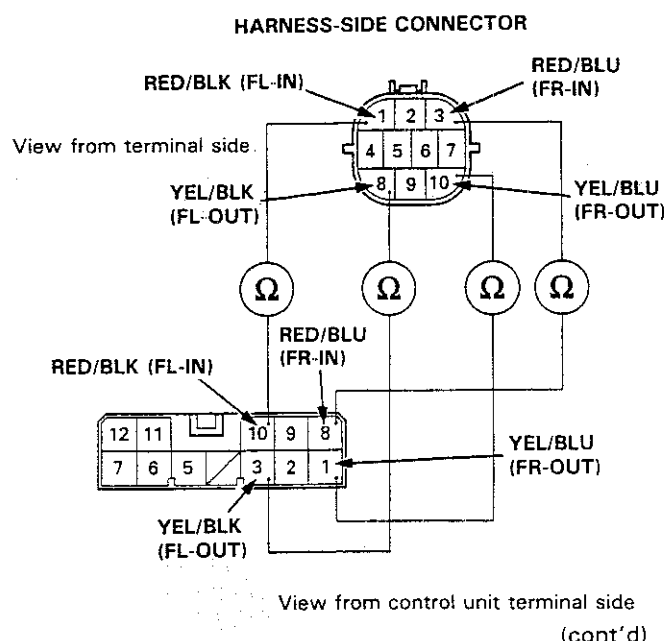 HARNESS-SIDE CONNECTOR
RED/BLK (FL-IN)
RED/BLU
(FR-IN)
1 2 3
View from terminal side.
4 5 6 7
YEL/BLK
(FL-OUT)
8 9 10
YEL/BLU
(FR-OUT)
Ω Ω Ω Ω
RED/BLU
(FR-IN)
RED/BLK (FL-IN)
12 11 10 9 8
YEL/BLU
(FR-OUT)
7 6 5 3 2 1
YEL/BLK
(FL-OUT)
View from control unit terminal side
(cont'd)